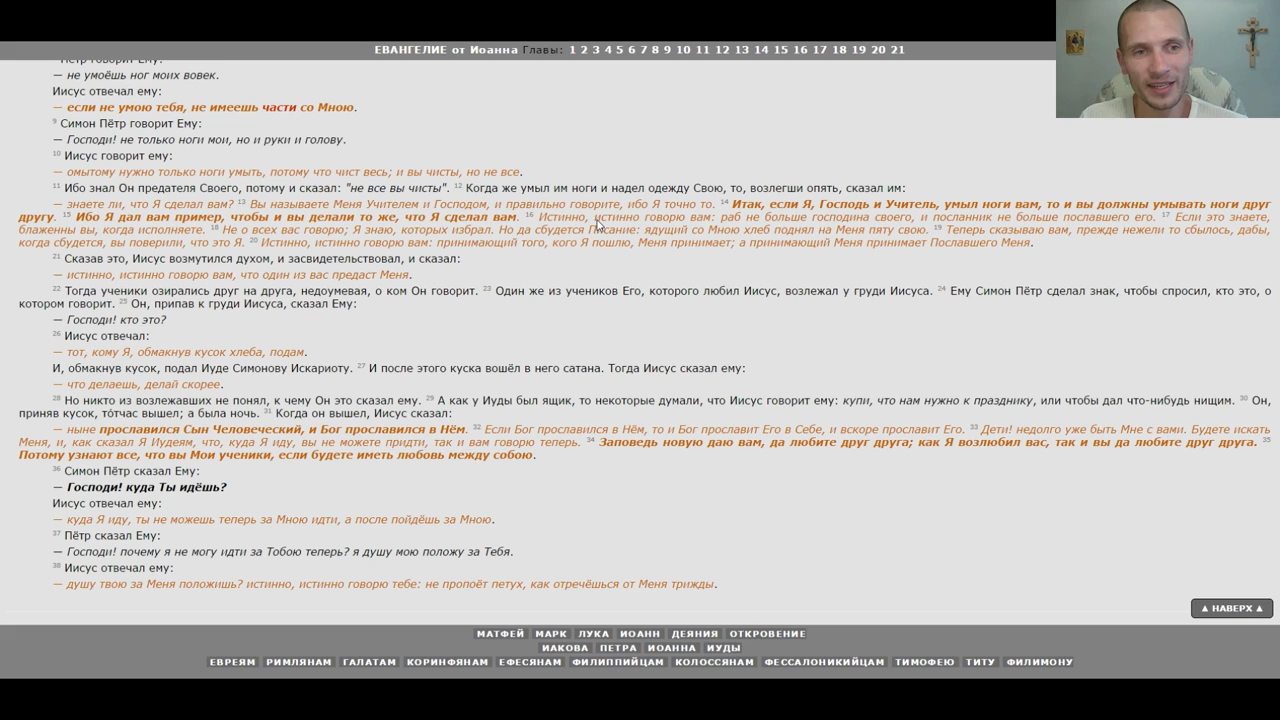 ЕВАНГЕЛИЕ от Иоанна Главы: 1 2 3 4 5 6 7 8 9 10 11 12 13 14 15 16 17 18 19 20 21
Пётр говорит Ему:
— не умоёшь ног моих вовек.
Иисус отвечал ему:
— если не умою тебя, не имеешь части со Мною.
9 Симон Пётр говорит Ему:
— Господи! не только ноги мои, но и руки и голову.
10 Иисус говорит ему:
— омытому нужно только ноги умыть, потому что чист весь; и вы чисты, но не все.
11 Ибо знал Он предателя Своего, потому и сказал: "не все вы чисты". 12 Когда же умыл им ноги и надел одежду Свою, то, возлегши опять, сказал им:
— знаете ли, что Я сделал вам? 13 Вы называете Меня Учителем и Господом, и правильно говорите, ибо Я точно то. 14 Итак, если Я, Господь и Учитель, умыл ноги вам, то и вы должны умывать ноги друг
другу. 15 Ибо Я дал вам пример, чтобы и вы делали то же, что Я сделал вам. 16 Истинно, истинно говорю вам: раб не больше господина своего, и посланник не больше пославшего его. 17 Если это знаете,
блаженны вы, когда исполняете. 18 Не о всех вас говорю; Я знаю, которых избрал. Но да сбудется Писание: ядущий со Мною хлеб поднял на Меня пяту свою. 19 Теперь сказываю вам, прежде нежели то сбылось, дабы,
когда сбудется, вы поверили, что это Я. 20 Истинно, истинно говорю вам: принимающий того, кого Я пошлю, Меня принимает; а принимающий Меня принимает Пославшего Меня.
21 Сказав это, Иисус возмутился духом, и засвидетельствовал, и сказал:
— истинно, истинно говорю вам, что один из вас предаст Меня.
22 Тогда ученики озирались друг на друга, недоумевая, о ком Он говорит. 23 Один же из учеников Его, которого любил Иисус, возлежал у груди Иисуса. 24 Ему Симон Пётр сделал знак, чтобы спросил, кто это, о
котором говорит. 25 Он, припав к груди Иисуса, сказал Ему:
— Господи! кто это?
26 Иисус отвечал:
— тот, кому Я, обмакнув кусок хлеба, подам.
И, обмакнув кусок, подал Иуде Симонову Искариоту. 27 И после этого куска вошёл в него сатана. Тогда Иисус сказал ему:
— что делаешь, делай скорее.
28 Но никто из возлежавших не понял, к чему Он это сказал ему. 29 А как у Иуды был ящик, то некоторые думали, что Иисус говорит ему: купи, что нам нужно к празднику, или чтобы дал что-нибудь нищим. 30 Он,
приняв кусок, то́тчас вышел; а была ночь. 31 Когда он вышел, Иисус сказал:
— ныне прославился Сын Человеческий, и Бог прославился в Нём. 32 Если Бог прославился в Нём, то и Бог прославит Его в Себе, и вскоре прославит Его. 33 Дети! недолго уже быть Мне с вами. Будете искать
Меня, и, как сказал Я Иудеям, что, куда Я иду, вы не можете придти, так и вам говорю теперь. 34 Заповедь новую даю вам, да любите друг друга; как Я возлюбил вас, так и вы да любите друг друга. 35
Потому узнают все, что вы Мои ученики, если будете иметь любовь между собою.
36 Симон Пётр сказал Ему:
— Господи! куда Ты идёшь?
Иисус отвечал ему:
— куда Я иду, ты не можешь теперь за Мною идти, а после пойдёшь за Мною.
37 Пётр сказал Ему:
— Господи! почему я не могу идти за Тобою теперь? я душу мою положу за Тебя.
38 Иисус отвечал ему:
— душу твою за Меня положишь? истинно, истинно говорю тебе: не пропоёт петух, как отречёшься от Меня трижды.
▲ НАВЕРХ ▲
МАТФЕЙ МАРК ЛУКА ИОАНН ДЕЯНИЯ ОТКРОВЕНИЕ
ИАКОВА ПЕТРА ИОАННА ИУДЫ
ЕВРЕЯМ РИМЛЯНАМ ГАЛАТАМ КОРИНФЯНАМ ЕФЕСЯНАМ ФИЛИППИЙЦАМ КОЛОССЯНАМ ФЕССАЛОНИКИЙЦАМ ТИМОФЕЮ ТИТУ ФИЛИМОНУ